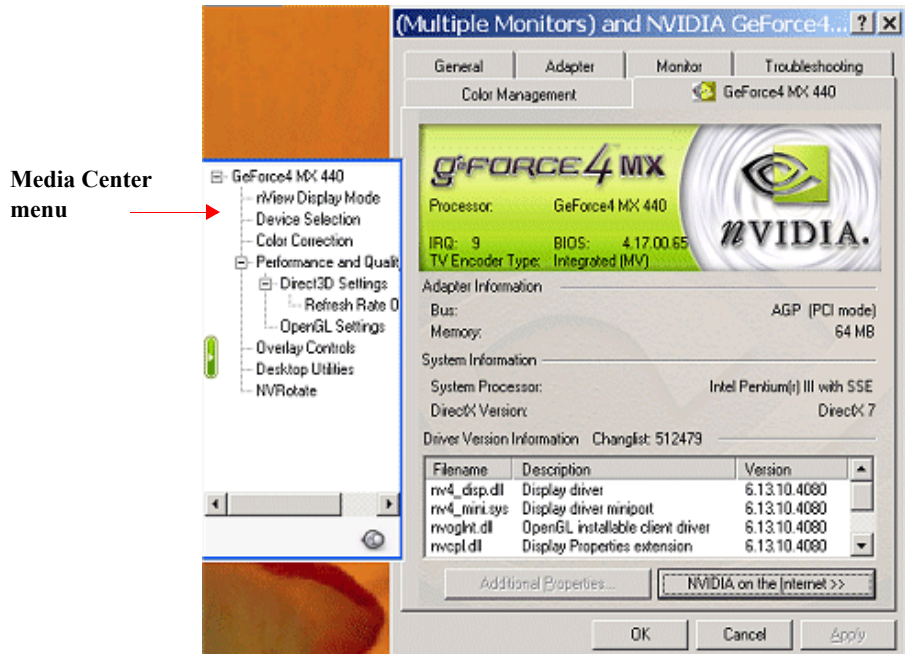 (Multiple Monitors) and NVIDIA GeForce4...
General Adapter Monitor Troubleshooting
Color Management GeForce4 MX 440
Media Center
menu
GeForce4 MX 440
nView Display Mode
Device Selection
Color Correction
Performance and Quali
Direct3D Settings
Refresh Rate O
OpenGL Settings
Overlay Controls
Desktop Utilities
NVRotate
GeFORCE4 MX
Processor: GeForce4 MX 440
IRQ: 9 BIOS: 4.17.00.65
TV Encoder Type: Integrated (MV)
nVIDIA.
Adapter Information
Bus: AGP (PCI mode)
Memory: 64 MB
System Information
System Processor: Intel Pentium(r) III with SSE
DirectX Version: DirectX 7
Driver Version Information Changlist: 512479
Filename Description Version
nv4_disp.dll Display driver 6.13.10.4080
nv4_mini.sys Display driver miniport 6.13.10.4080
nvoglnt.dll OpenGL installable client driver 6.13.10.4080
nvcpl.dll Display Properties extension 6.13.10.4080
Additional Properties... NVIDIA on the Internet >>
OK Cancel Apply